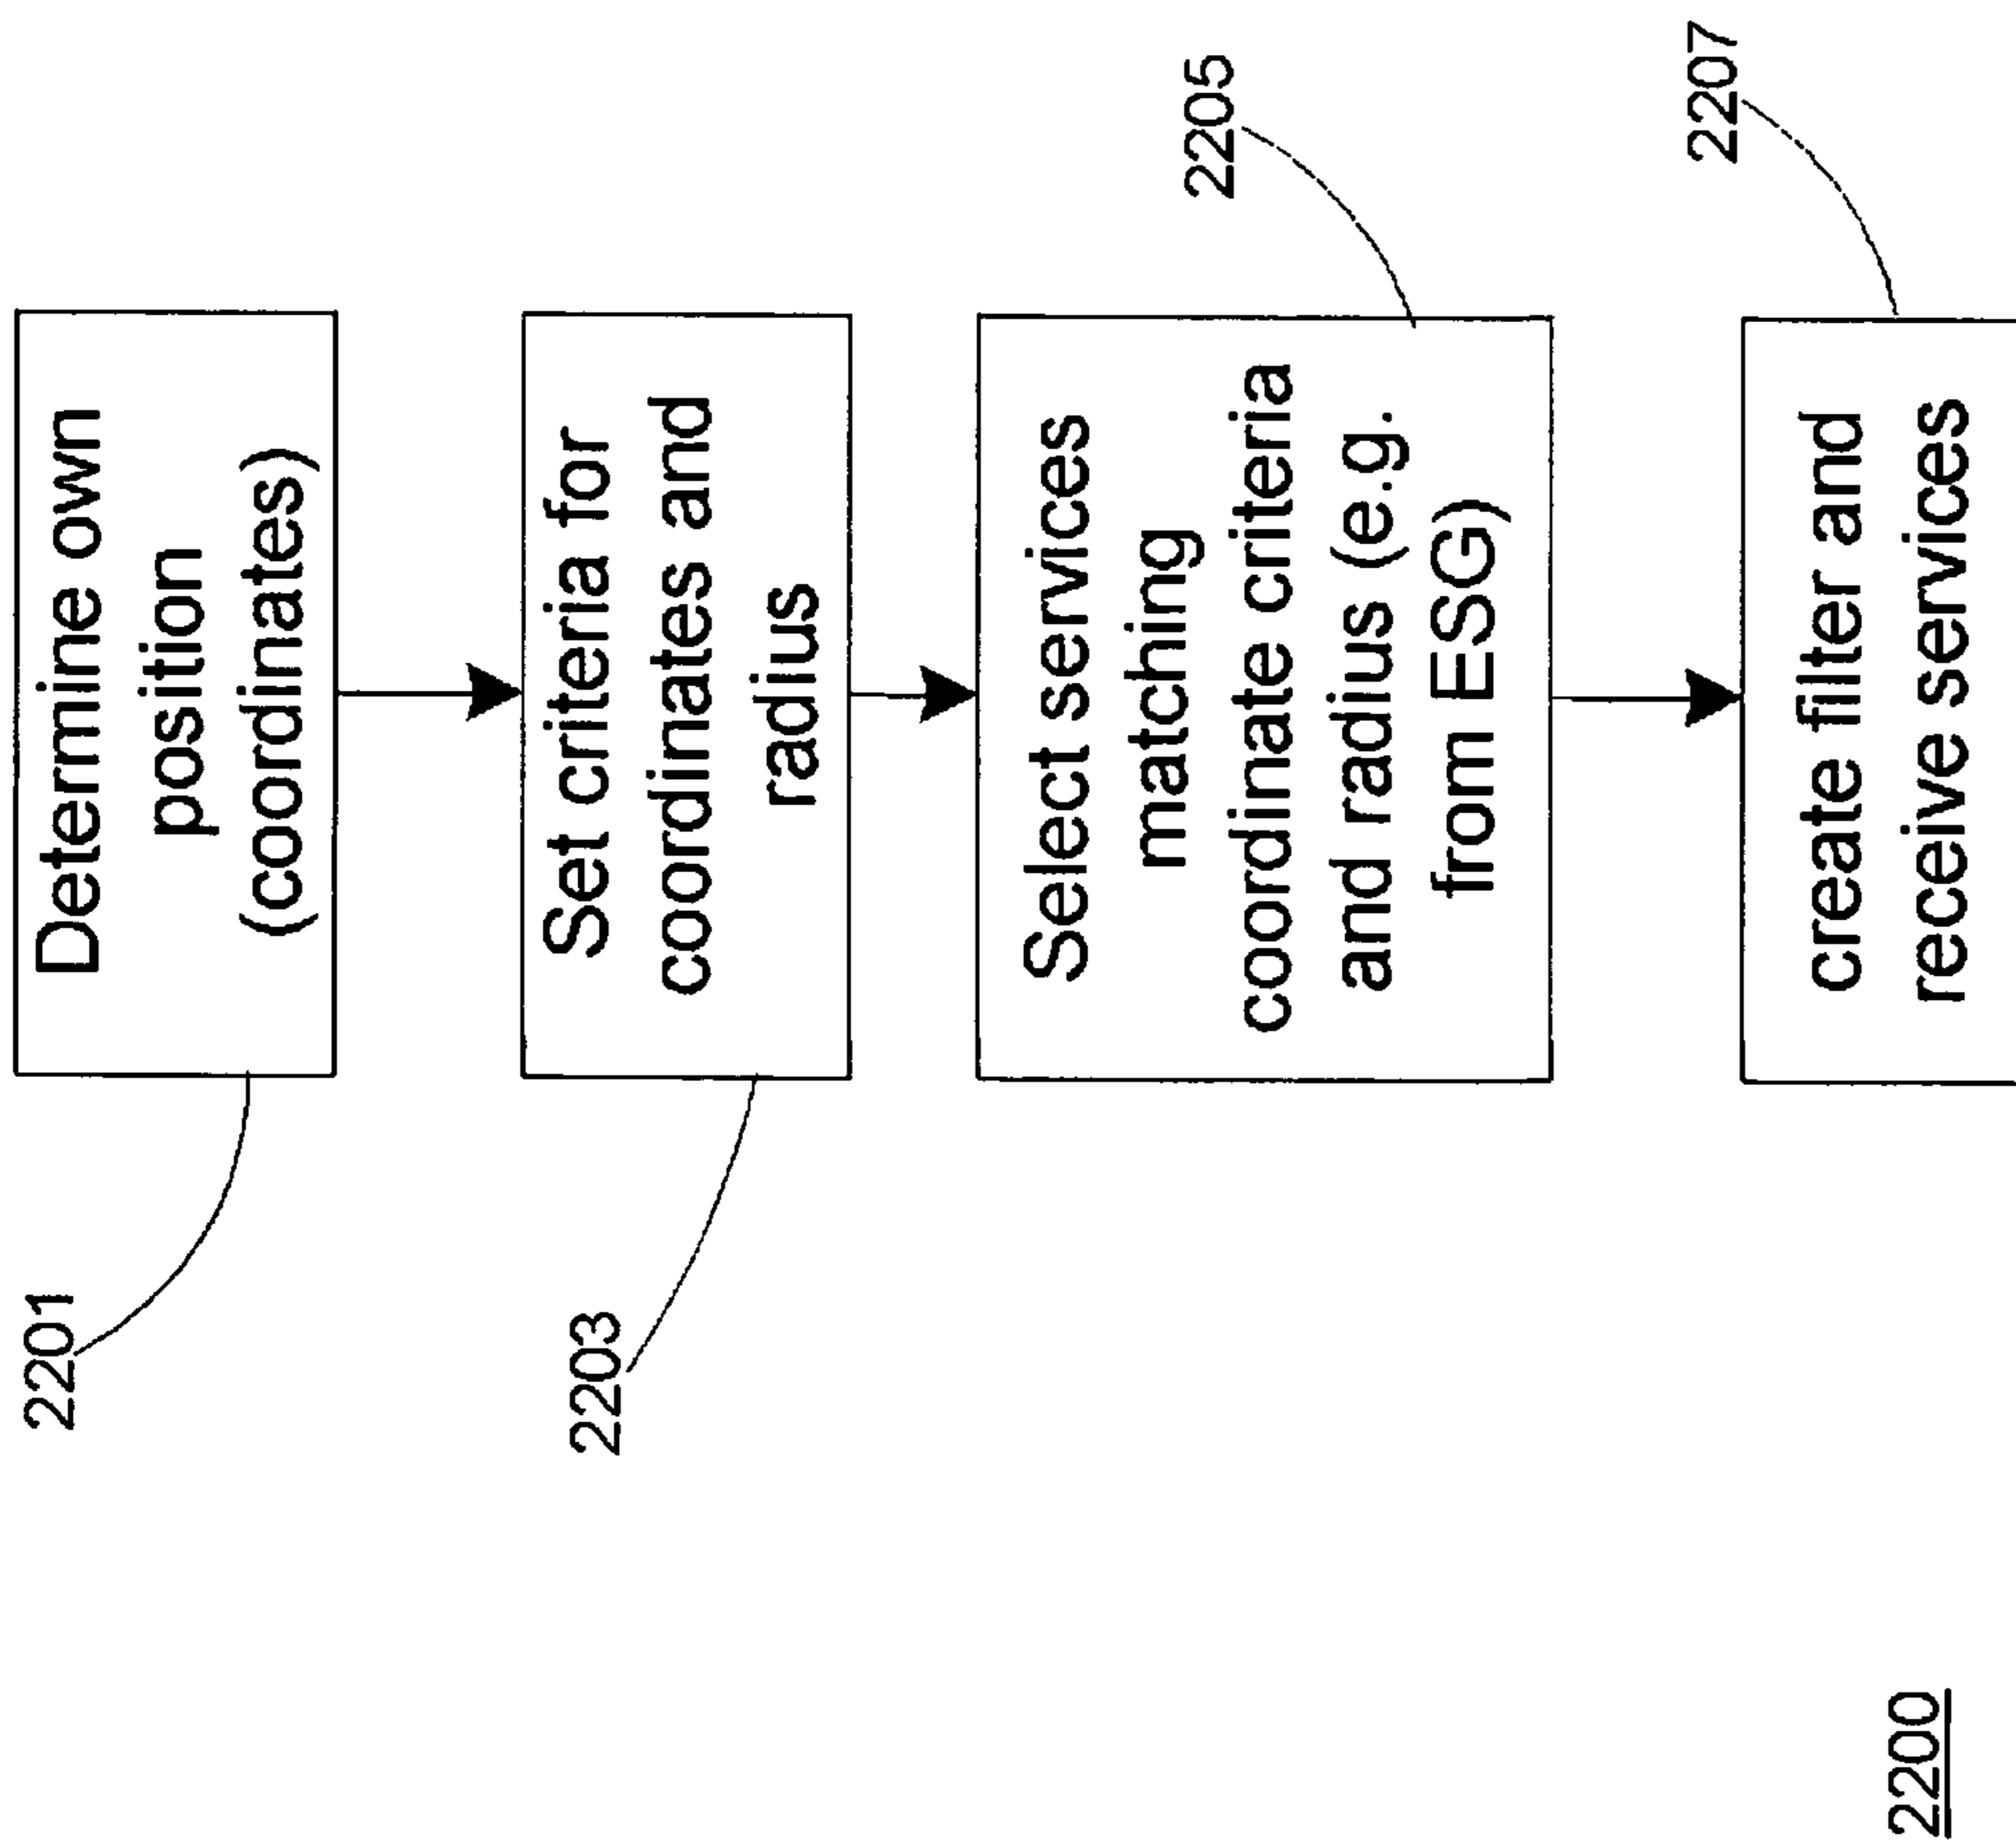 2201
Determine own
position
(coordinates)
2203
Set criteria for
coordinates and
radius
Select services
matching
coordinate criteria
and radius (e.g.
from ESG)
2205
create filter and
receive services
2207
2200